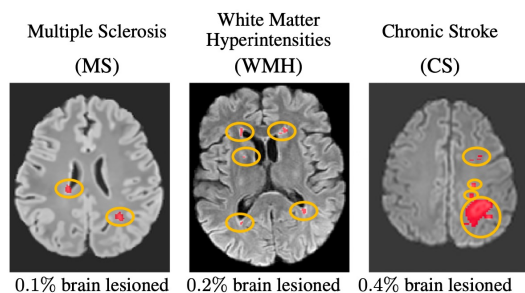 Multiple Sclerosis
(MS)
White Matter
Hyperintensities
(WMH)
Chronic Stroke
(CS)
0.1% brain lesioned
0.2% brain lesioned
0.4% brain lesioned